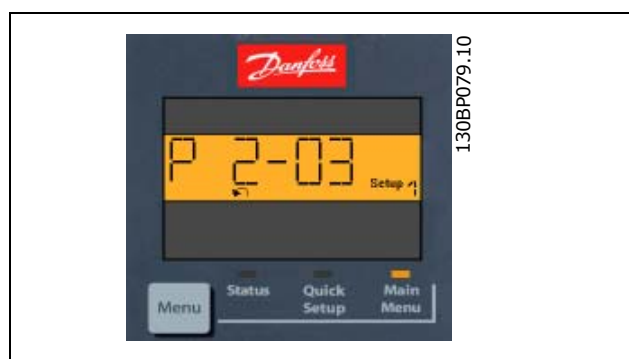 Danfoss
130BP079.10
P 2-03
Setup 1
Status
Quick Setup
Main Menu
Menu